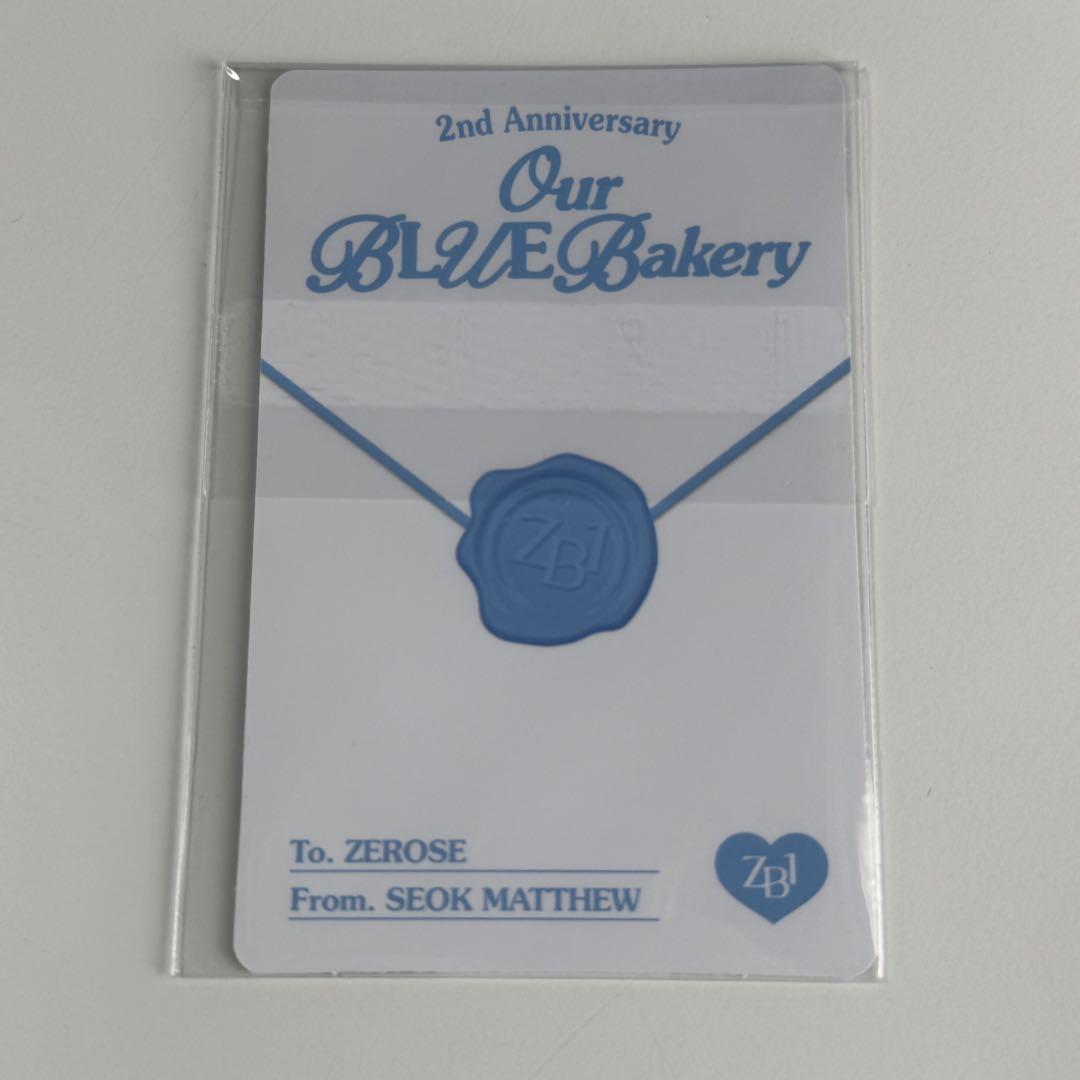 2nd Anniversary
Our
BLUE Bakery
ZB1
To. ZEROSE
From. SEOK MATTHEW
ZB1